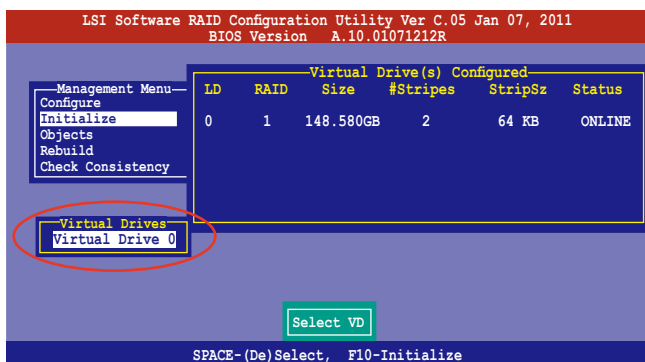 LSI Software RAID Configuration Utility Ver C.05 Jan 07, 2011
BIOS Version A.10.01071212R
Virtual Drive(s) Configured
LD RAID Size #Stripes StripSz Status
0 1 148.580GB 2 64 KB ONLINE
Management Menu
Configure
Initialize
Objects
Rebuild
Check Consistency
Virtual Drives
Virtual Drive 0
Select VD
SPACE-(De)Select, F10-Initialize